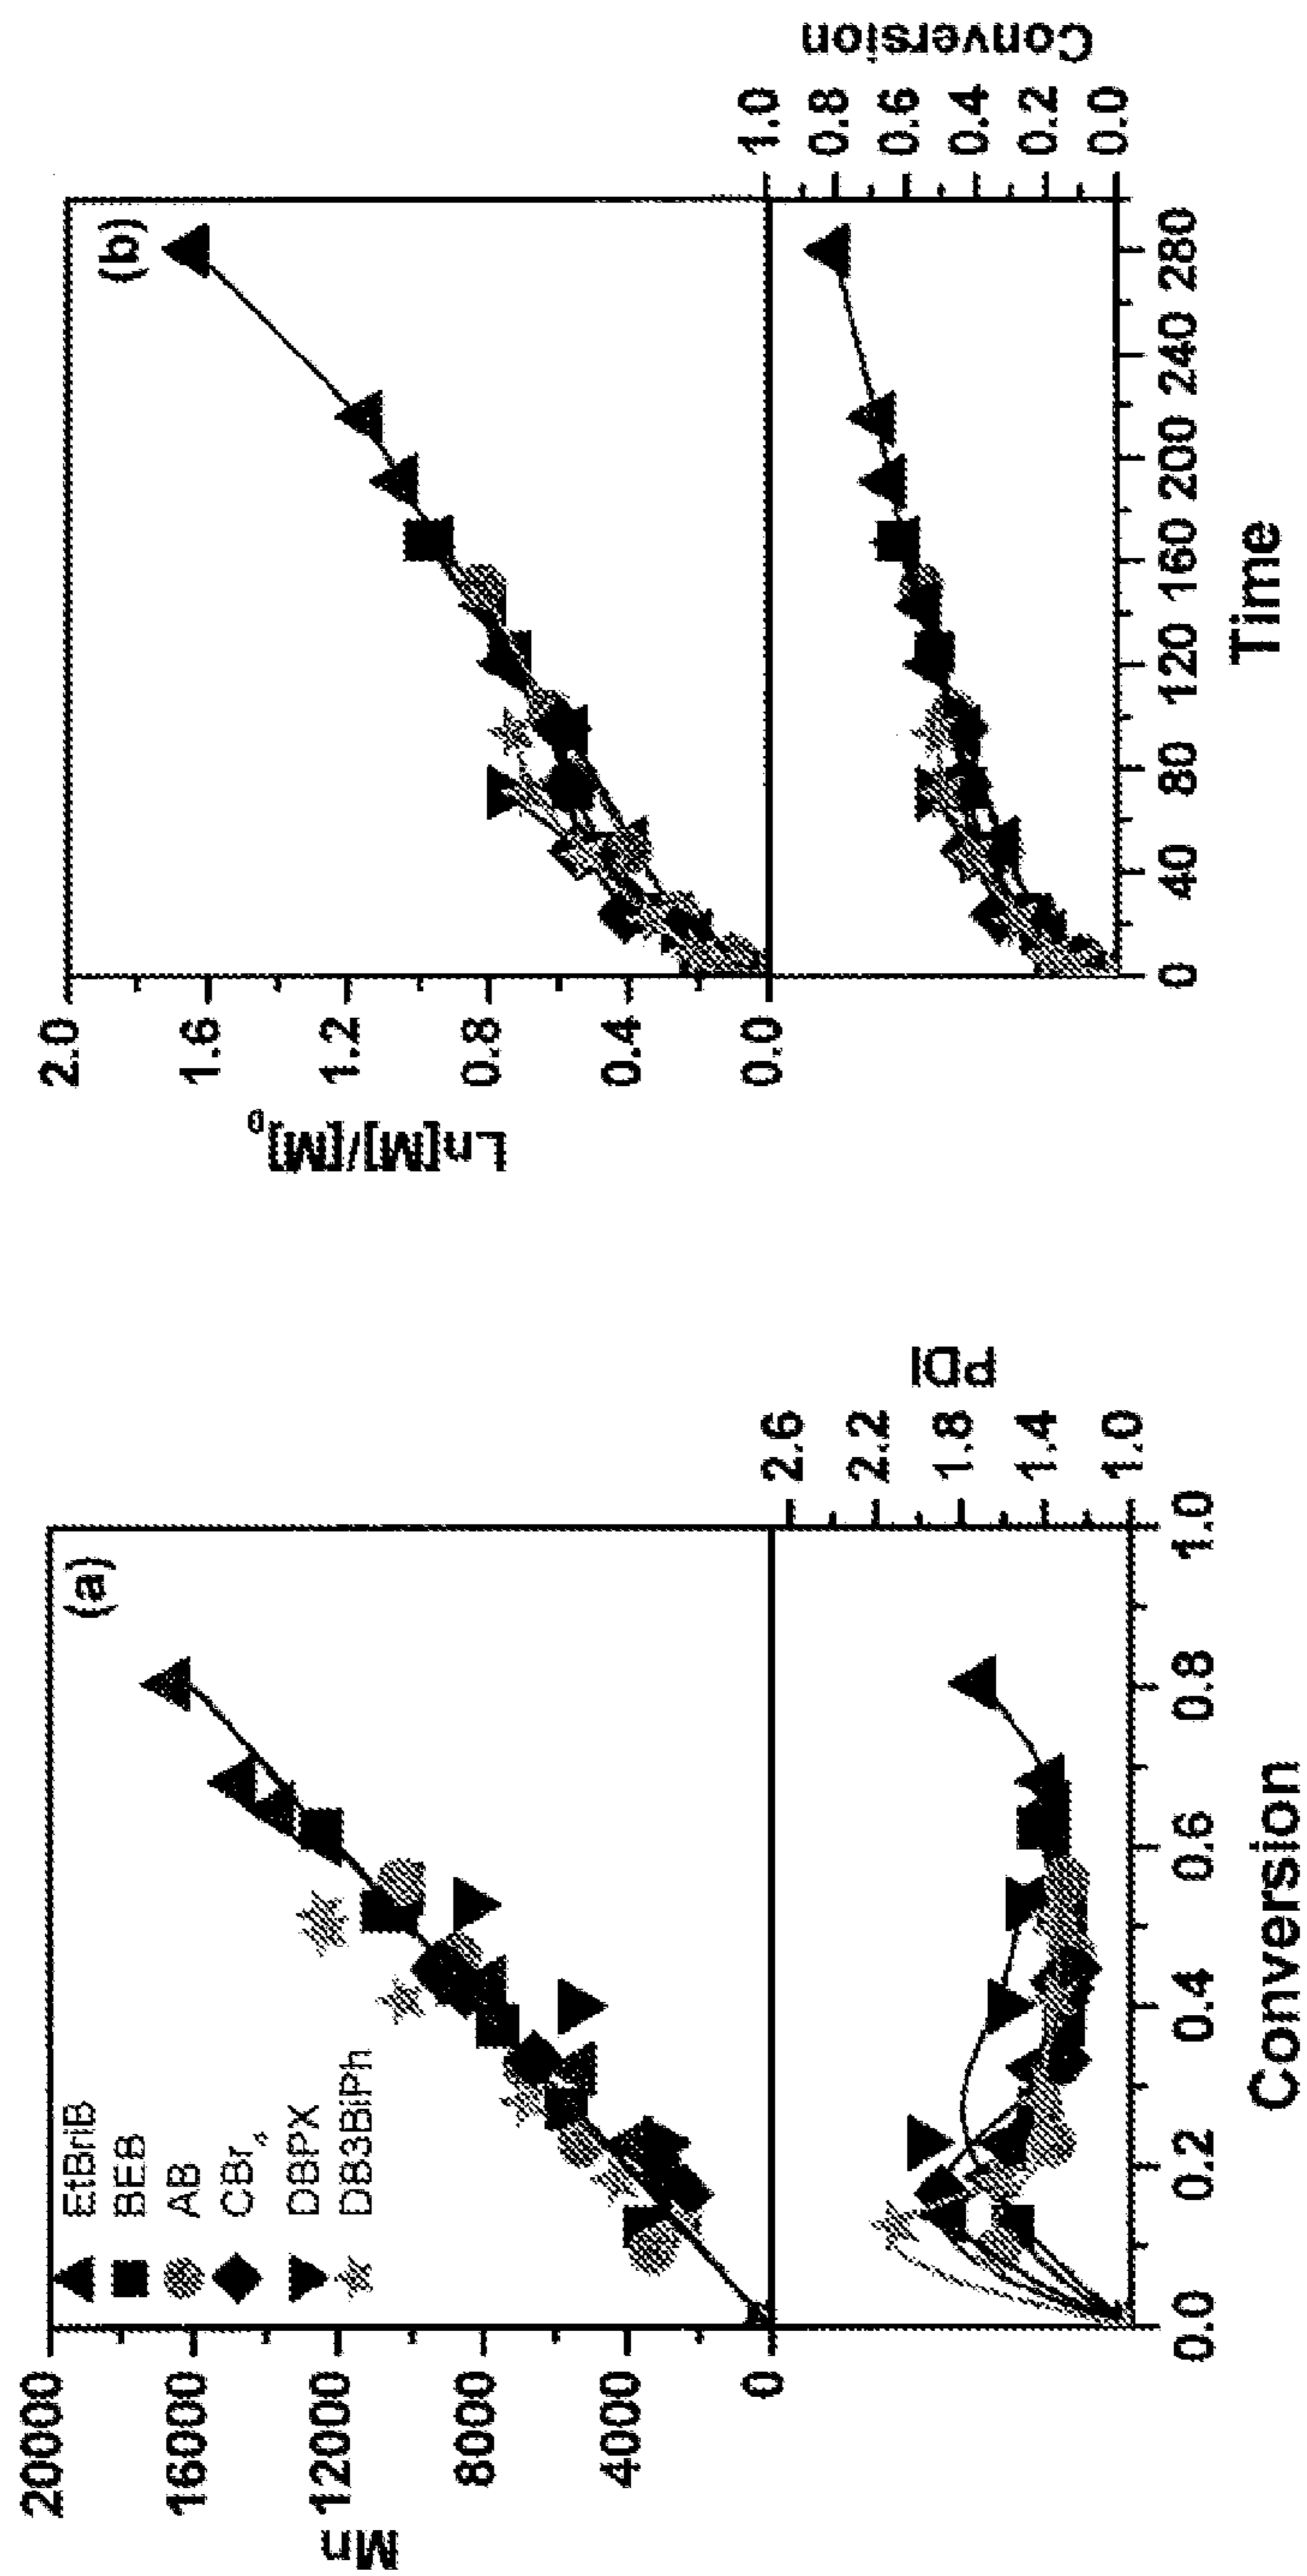 (a)
EtBriB
BEB
AB
CBr₄
DBPX
DB3BiPh
Mn
20000
16000
12000
8000
4000
0
PDI
2.6
2.2
1.8
1.4
1.0
0.0 0.2 0.4 0.6 0.8 1.0
Conversion
(b)
Ln[M]/[M]₀
2.0
1.6
1.2
0.8
0.4
0.0
Conversion
1.0
0.8
0.6
0.4
0.2
0.0
0 40 80 120 160 200 240 280
Time